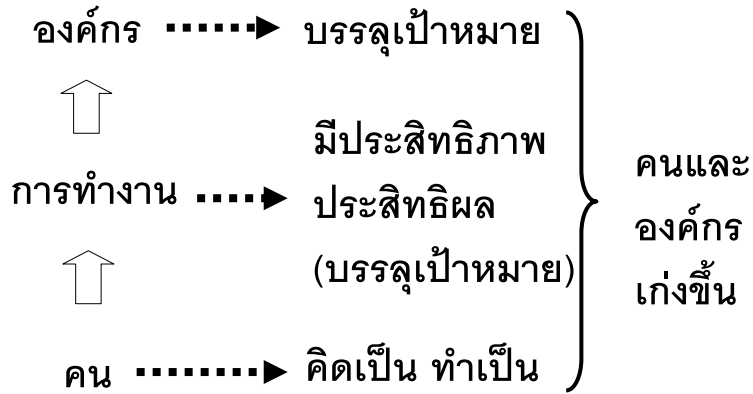 องค์กร บรรลุเป้าหมาย
การทำงาน มีประสิทธิภาพ
ประสิทธิผล
(บรรลุเป้าหมาย)
คน คิดเป็น ทำเป็น
คนและ
องค์กร
เก่งขึ้น